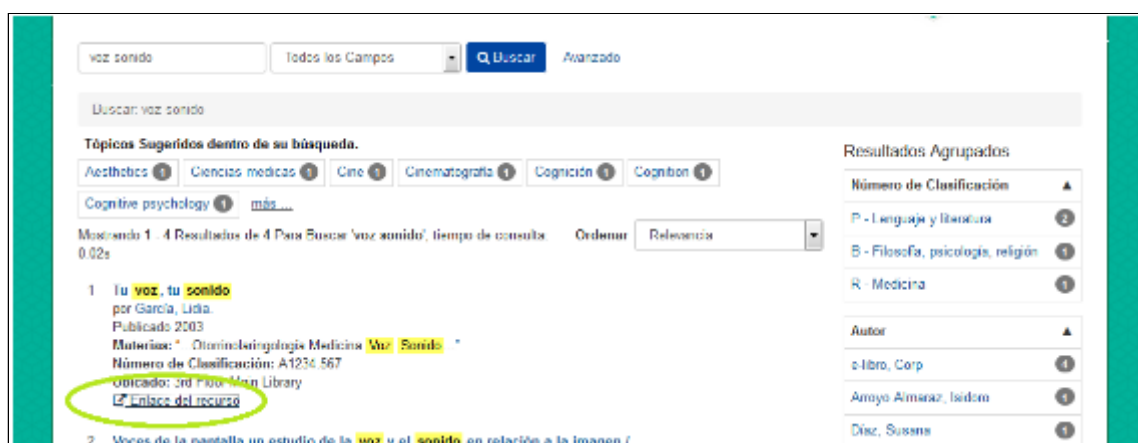 voz sonido
Todos los Campos
Buscar
Avanzado
Buscar: voz sonido
Tópicos Sugeridos dentro de su búsqueda.
Aesthetics 1 Ciencias medicas 1 Cine 1 Cinematografía 1 Cognición 1 Cognition 1
Cognitive psychology 1 más ...
Mostrando 1 - 4 Resultados de 4 Para Buscar 'voz sonido', tiempo de consulta:
0.02s
Ordenar Relevancia
1 Tu voz, tu sonido
por García, Lidia.
Publicado 2003
Materias: " Otorrinolaringología Medicina Voz Sonido "
Número de Clasificación: A1234.567
Ubicado: 3rd Floor Main Library
Enlace del recurso
2 Voces de la pantalla un estudio de la voz y el sonido en relación a la imagen /
Resultados Agrupados
Número de Clasificación
P - Lenguaje y literatura 2
B - Filosofía, psicología, religión 1
R - Medicina 1
Autor
e-libro, Corp 4
Arroyo Almaraz, Isidoro 1
Díaz, Susana 1